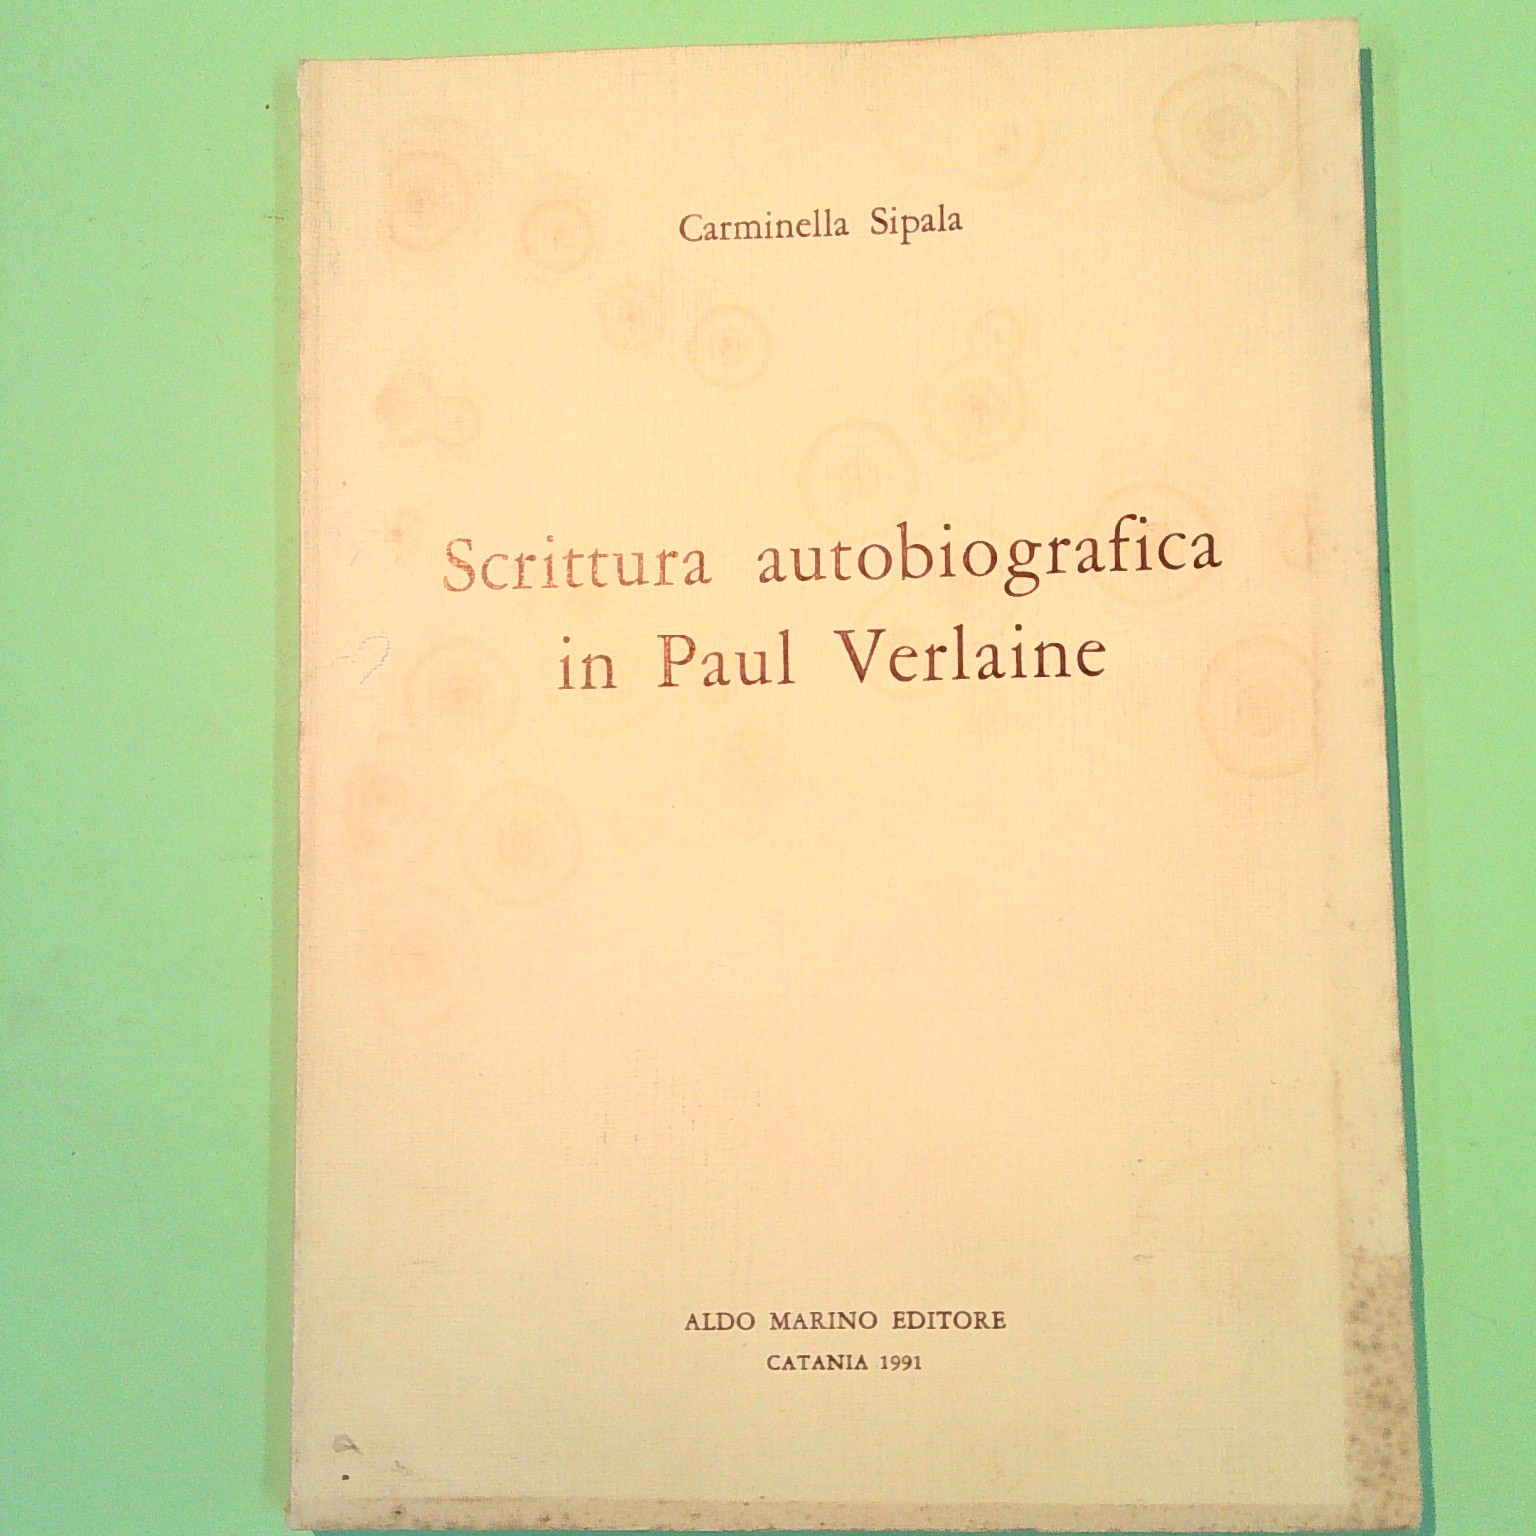 Carminella Sipala
Scrittura autobiografica
in Paul Verlaine
ALDO MARINO EDITORE
CATANIA 1991